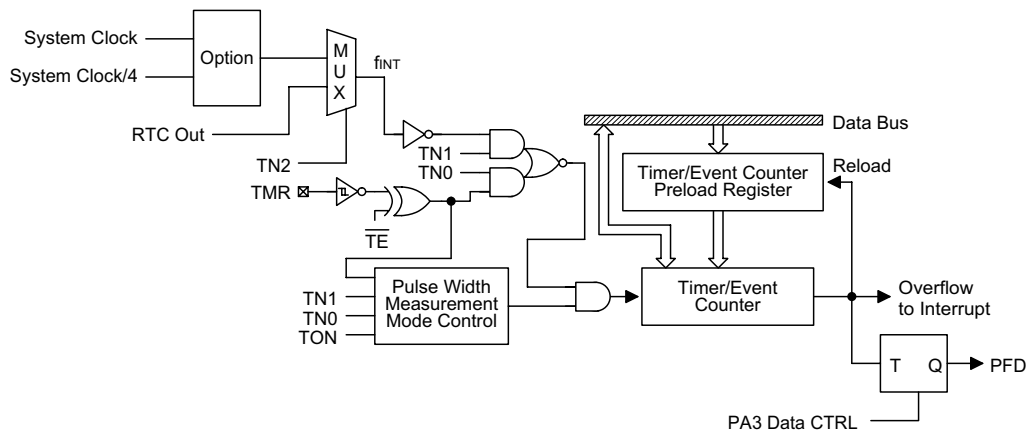 System Clock
System Clock/4
Option
M
U
X
fINT
RTC Out
TN2
TN1
TN0
TMR
TE
Data Bus
Timer/Event Counter
Preload Register
Reload
TN1
TN0
TON
Pulse Width
Measurement
Mode Control
Timer/Event
Counter
Overflow
to Interrupt
T Q
PFD
PA3 Data CTRL